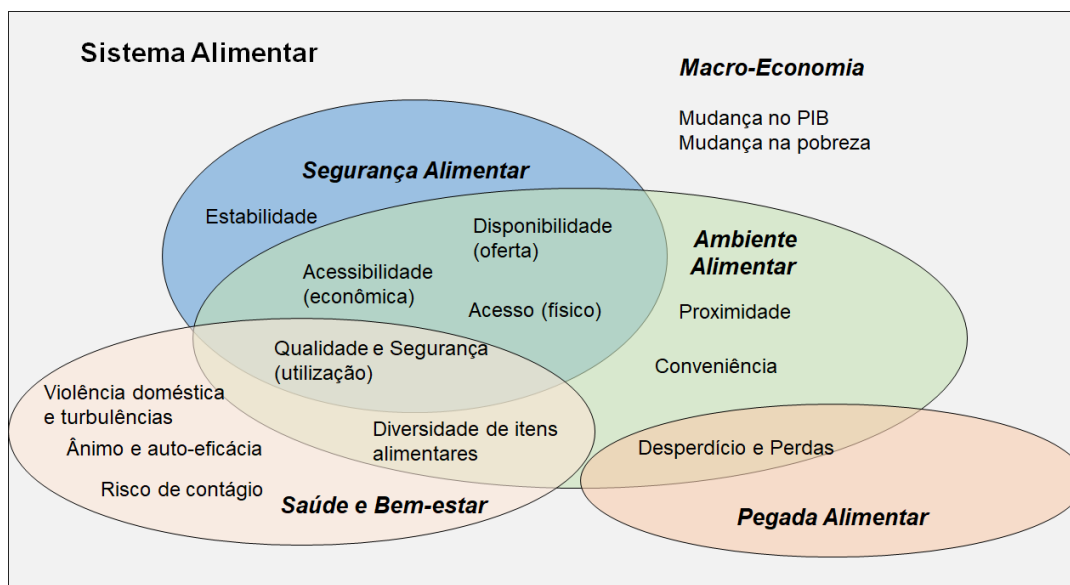 Sistema Alimentar
Macro-Economia
Mudança no PIB
Mudança na pobreza
Segurança Alimentar
Estabilidade
Disponibilidade
(oferta)
Ambiente
Alimentar
Acessibilidade
(econômica)
Acesso (físico)
Proximidade
Qualidade e Segurança
(utilização)
Conveniência
Violência doméstica
e turbulências
Diversidade de itens
alimentares
Ânimo e auto-eficácia
Desperdício e Perdas
Risco de contágio
Saúde e Bem-estar
Pegada Alimentar